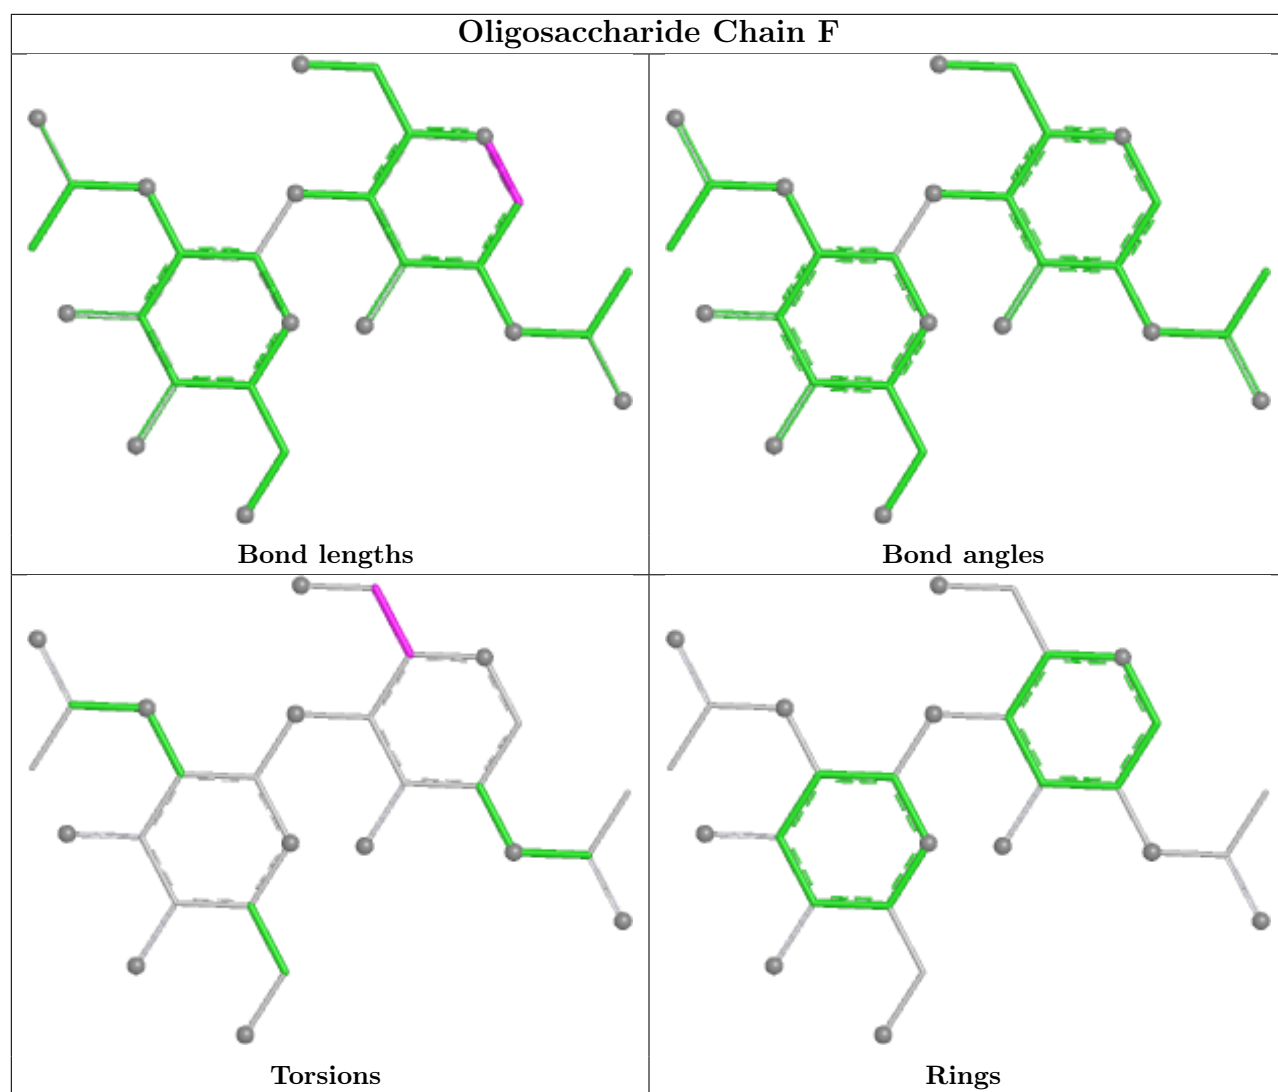 Oligosaccharide Chain F
Bond lengths
Bond angles
Torsions
Rings